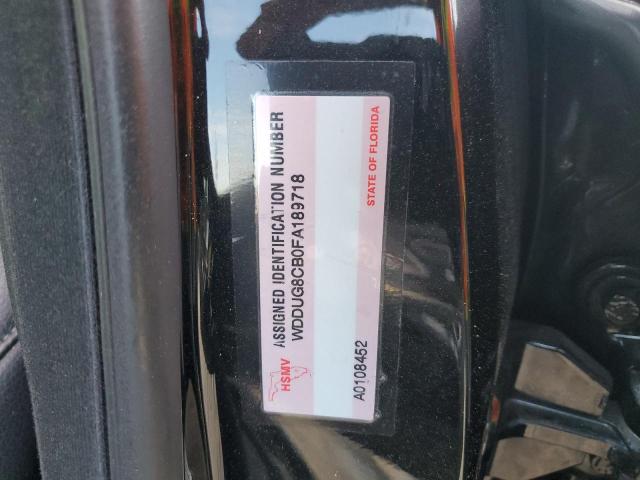 ASSIGNED IDENTIFICATION NUMBER
WDDUG8CB0FA189718
HSMV
STATE OF FLORIDA
A0108452